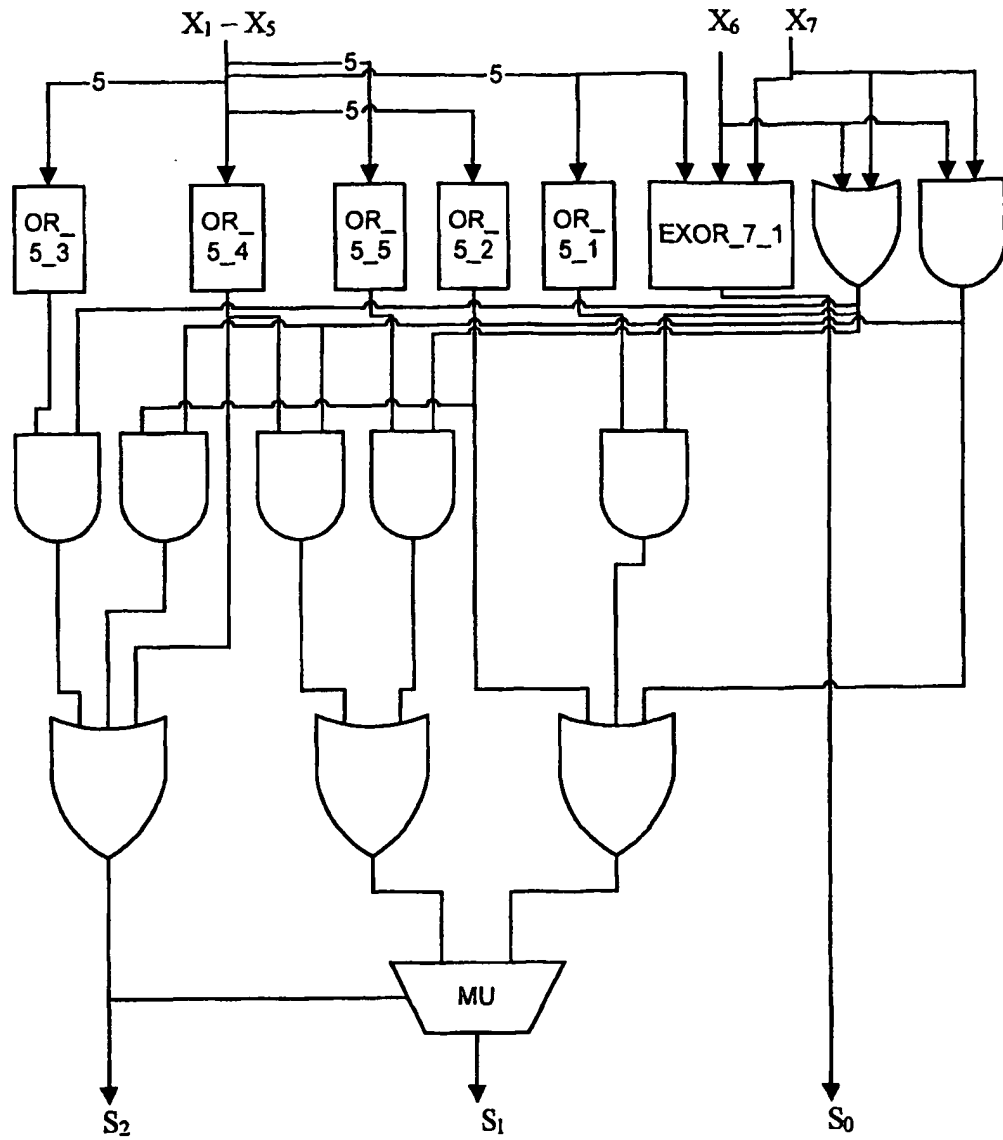 X₁ – X₅
X₆
X₇
5
5
5
5
OR_
5_3
OR_
5_4
OR_
5_5
OR_
5_2
OR_
5_1
EXOR_7_1
MU
S₂
S₁
S₀